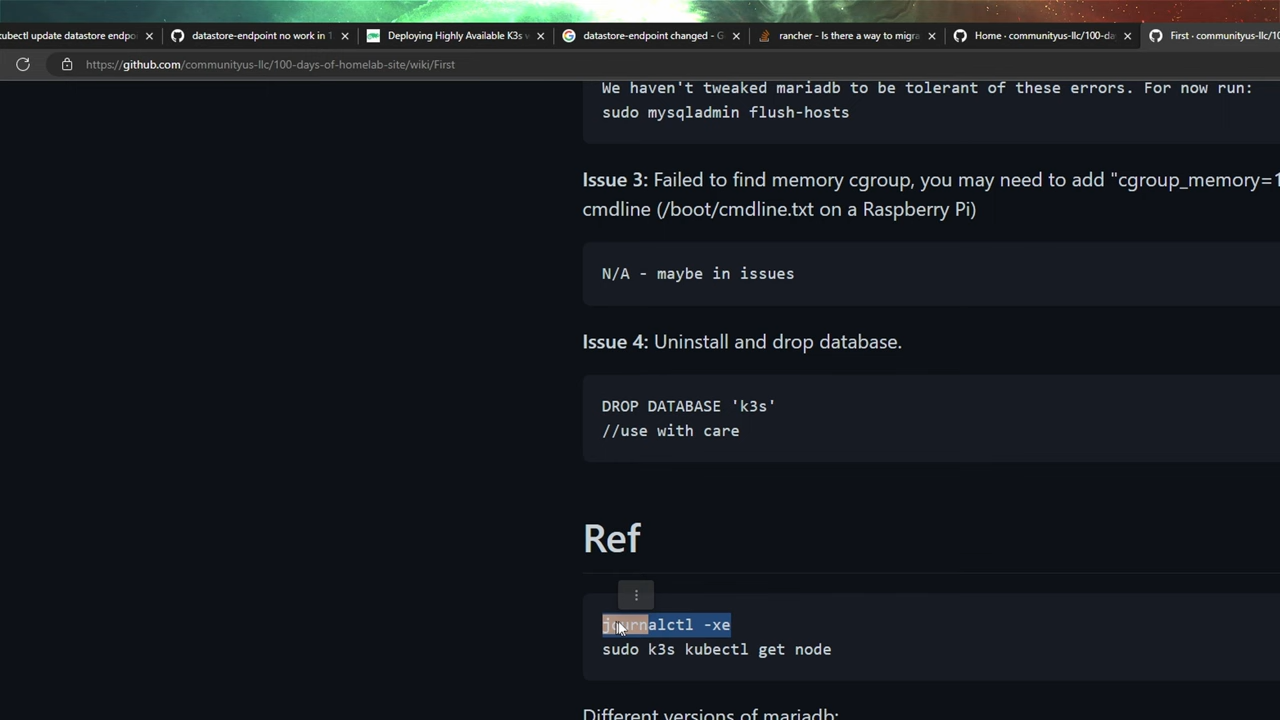 kubectl update datastore endpo
datastore-endpoint no work in 1
Deploying Highly Available K3s v
datastore-endpoint changed - G
rancher - Is there a way to migra
Home · communityus-llc/100-da
First · communityus-llc/10
https://github.com/communityus-llc/100-days-of-homelab-site/wiki/First
We haven't tweaked mariadb to be tolerant of these errors. For now run:
sudo mysqladmin flush-hosts
Issue 3: Failed to find memory cgroup, you may need to add "cgroup_memory=1
cmdline (/boot/cmdline.txt on a Raspberry Pi)
N/A - maybe in issues
Issue 4: Uninstall and drop database.
DROP DATABASE 'k3s'
//use with care
Ref
journalctl -xe
sudo k3s kubectl get node
Different versions of mariadb: